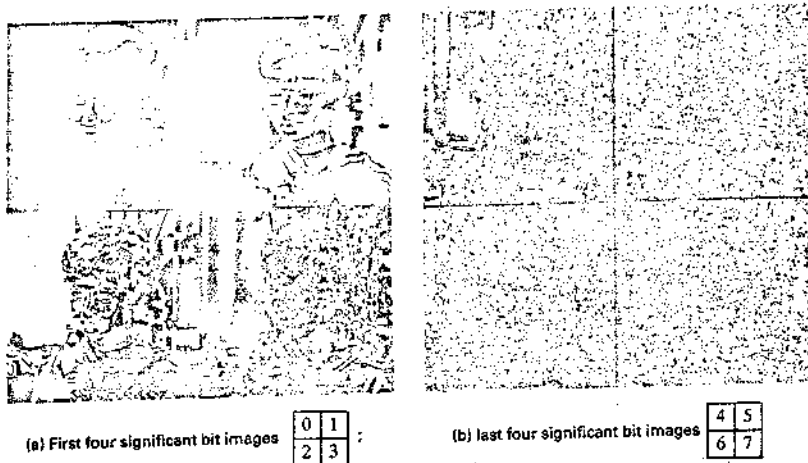 (a) First four significant bit images
0 1
2 3
;
(b) last four significant bit images
4 5
6 7